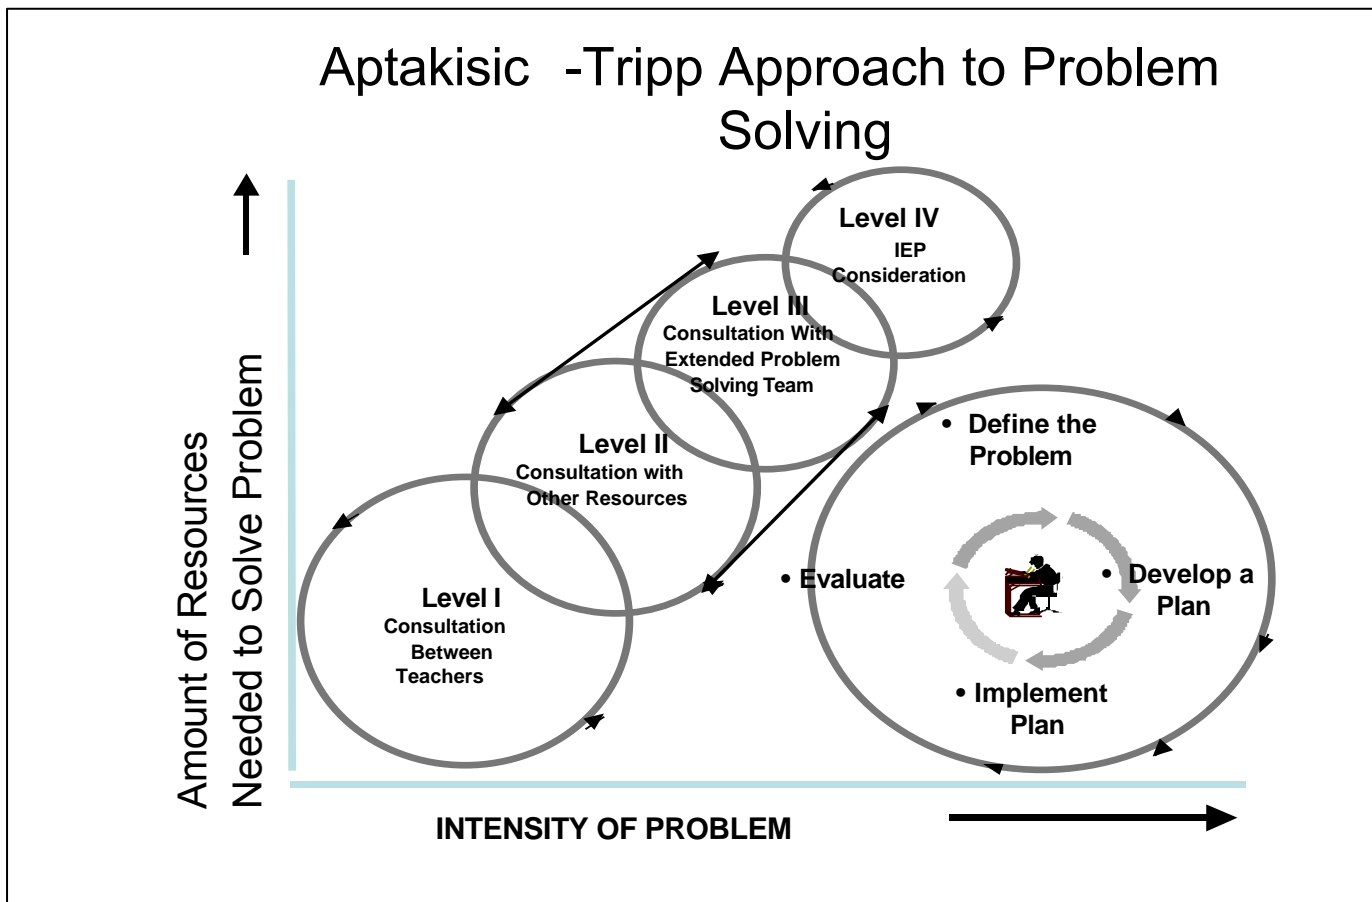 Aptakisic -Tripp Approach to Problem
Solving
Amount of Resources
Needed to Solve Problem
Level IV
IEP
Consideration
Level III
Consultation With
Extended Problem
Solving Team
Level II
Consultation with
Other Resources
Level I
Consultation
Between
Teachers
• Define the
Problem
• Develop a
Plan
• Implement
Plan
• Evaluate
INTENSITY OF PROBLEM